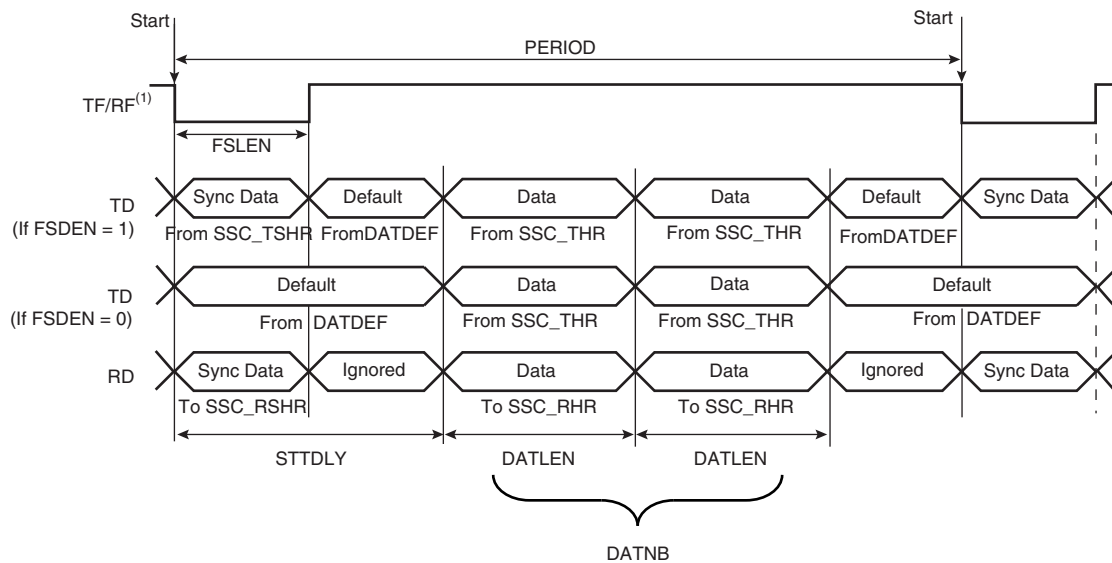 Start
Start
PERIOD
TF/RF(1)
FSLEN
TD
(If FSDEN = 1)
Sync Data
Default
Data
Data
Default
Sync Data
From SSC_TSHR
FromDATDEF
From SSC_THR
From SSC_THR
FromDATDEF
TD
(If FSDEN = 0)
Default
Data
Data
Default
From DATDEF
From SSC_THR
From SSC_THR
From DATDEF
RD
Sync Data
Ignored
Data
Data
Ignored
Sync Data
To SSC_RSHR
To SSC_RHR
To SSC_RHR
STTDLY
DATLEN
DATLEN
DATNB